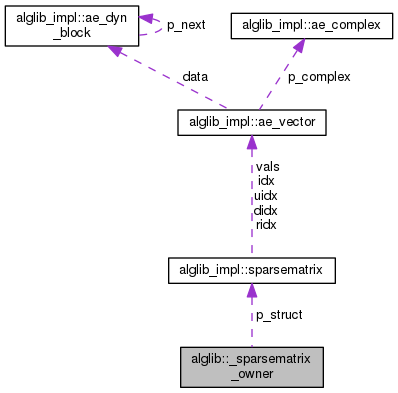 alglib_impl::ae_dyn
_block
p_next
alglib_impl::ae_complex
data
p_complex
alglib_impl::ae_vector
vals
idx
uidx
didx
ridx
alglib_impl::sparsematrix
p_struct
alglib::_sparsematrix
_owner